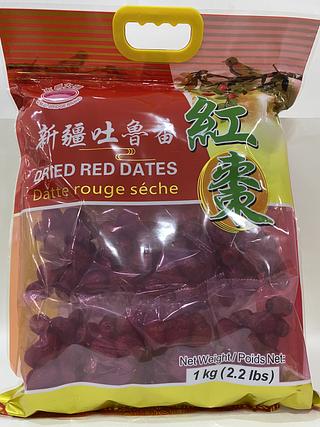 新疆吐鲁番
紅棗
DRIED RED DATES
Datte rouge séche
Net Weight / Poids Net:
1 kg (2.2 lbs)